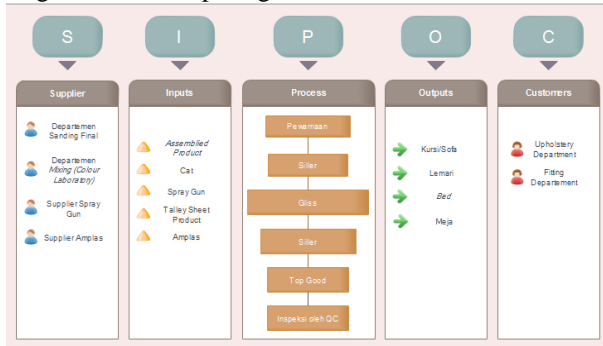 S I P O C
Supplier
Departemen
Sanding Final
Departemen
Mixing (Colour
Laboratory)
Supplier Spray
Gun
Supplier Amplas
Inputs
Assemblied
Product
Cat
Spray Gun
Talley Sheet
Product
Amplas
Process
Pewarnaan
Siller
Gliss
Siller
Top Good
Inspeksi oleh QC
Outputs
Kursi/Sofa
Lemari
Bed
Meja
Customers
Upholstery
Department
Fitting
Departement